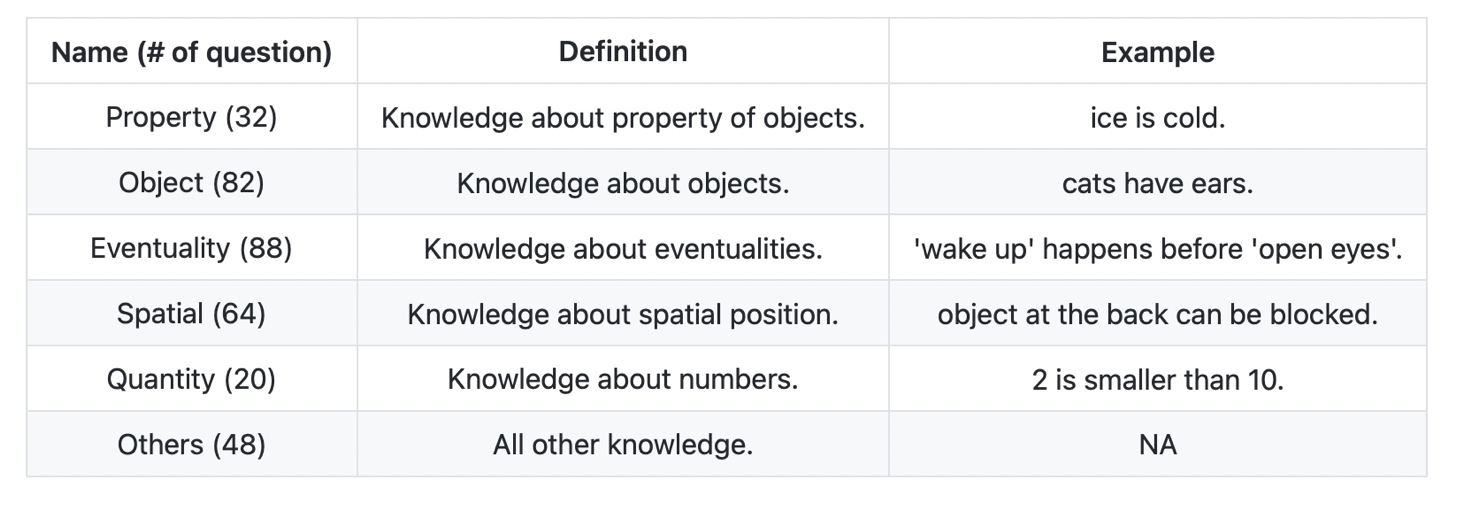 Name (# of question) Definition Example
Property (32) Knowledge about property of objects. ice is cold.
Object (82) Knowledge about objects. cats have ears.
Eventuality (88) Knowledge about eventualities. 'wake up' happens before 'open eyes'.
Spatial (64) Knowledge about spatial position. object at the back can be blocked.
Quantity (20) Knowledge about numbers. 2 is smaller than 10.
Others (48) All other knowledge. NA